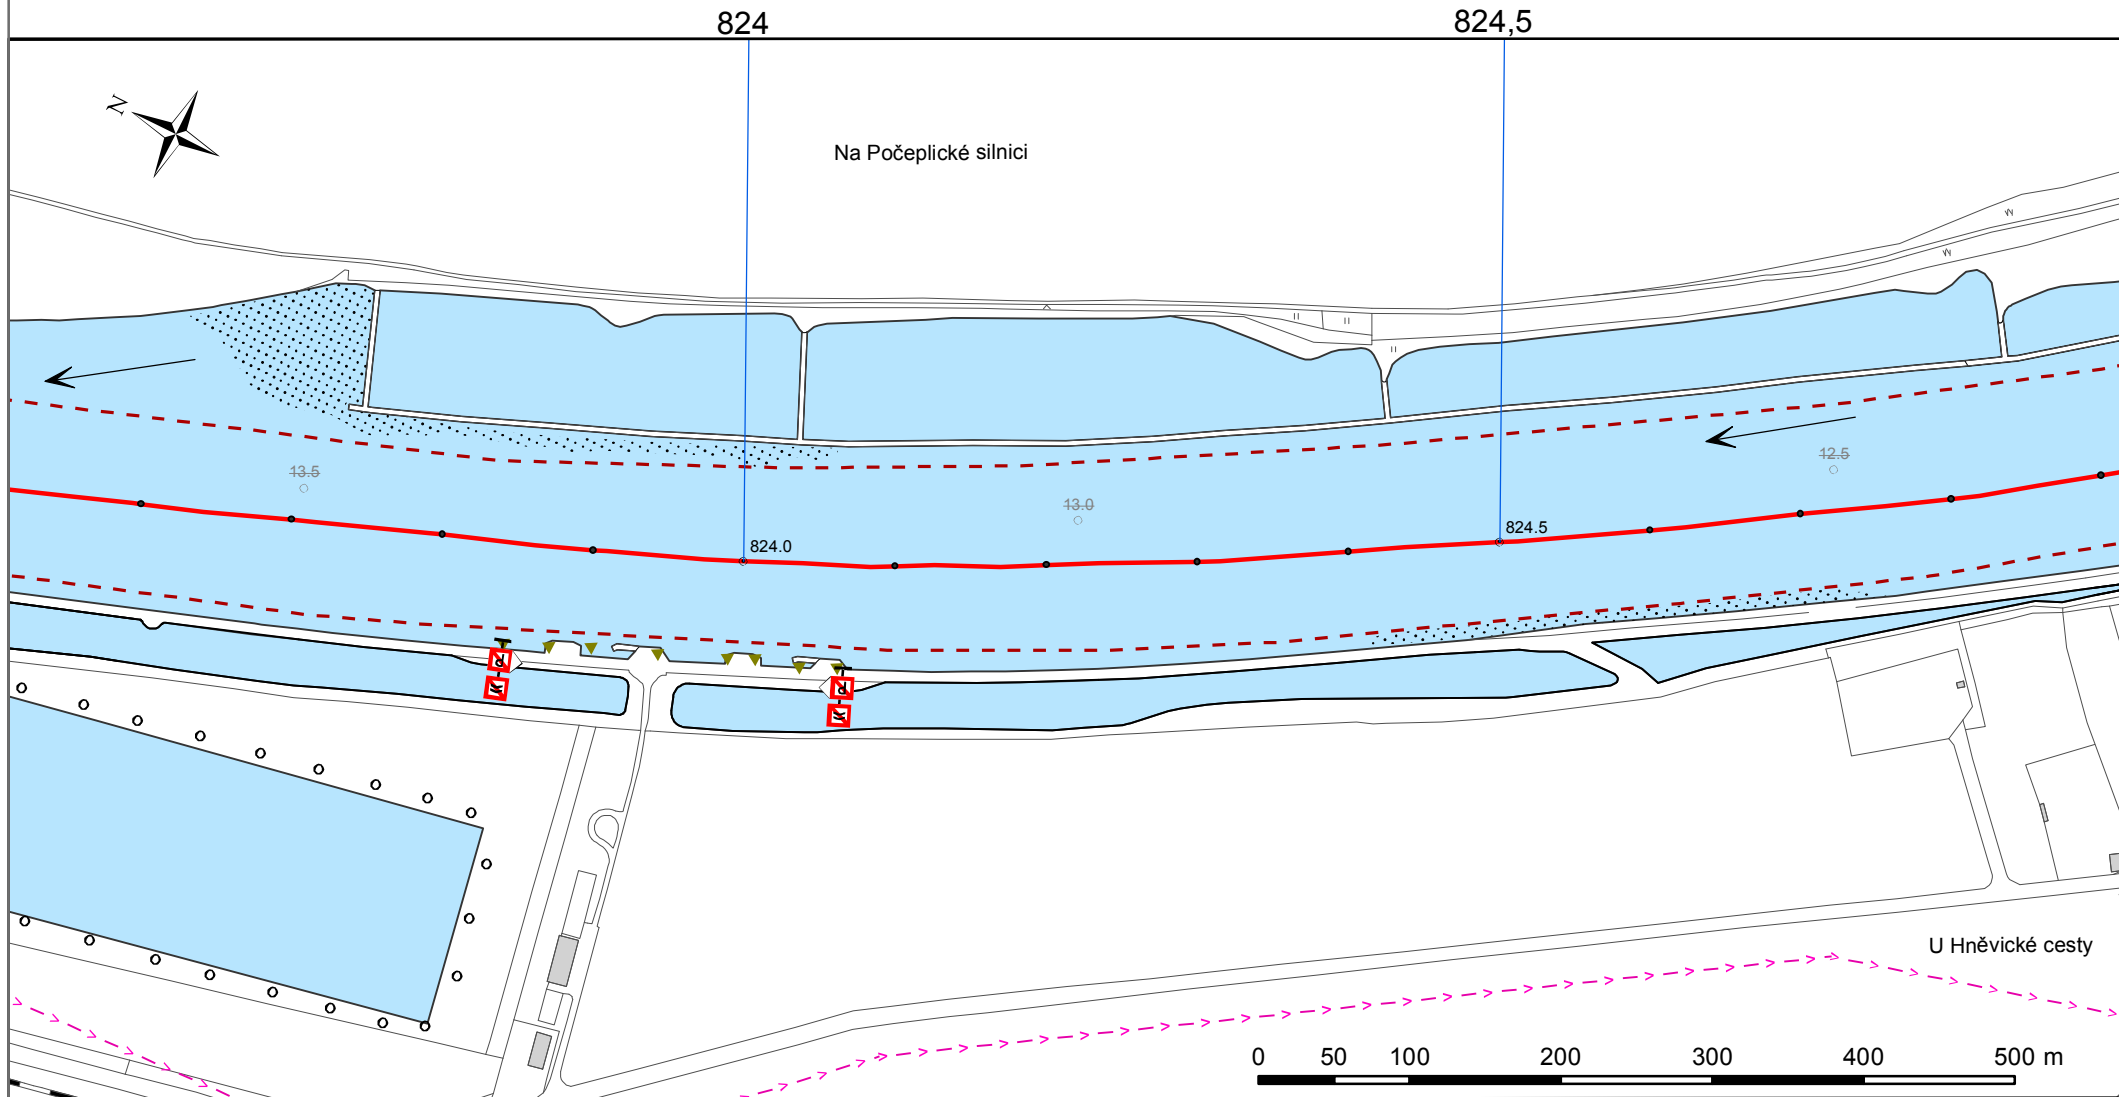 824
824,5
N
Na Počeplické silnici
13.5
13.0
12.5
824.0
824.5
P
K
P
K
U Hněvické cesty
0 50 100 200 300 400 500 m